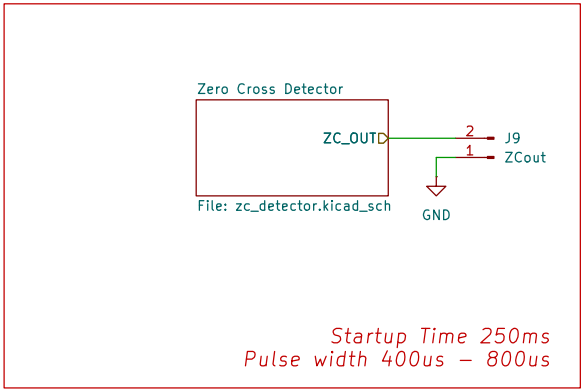 Zero Cross Detector
ZC_OUT
2
J9
1
ZCout
File: zc_detector.kicad_sch
GND
Startup Time 250ms
Pulse width 400us - 800us